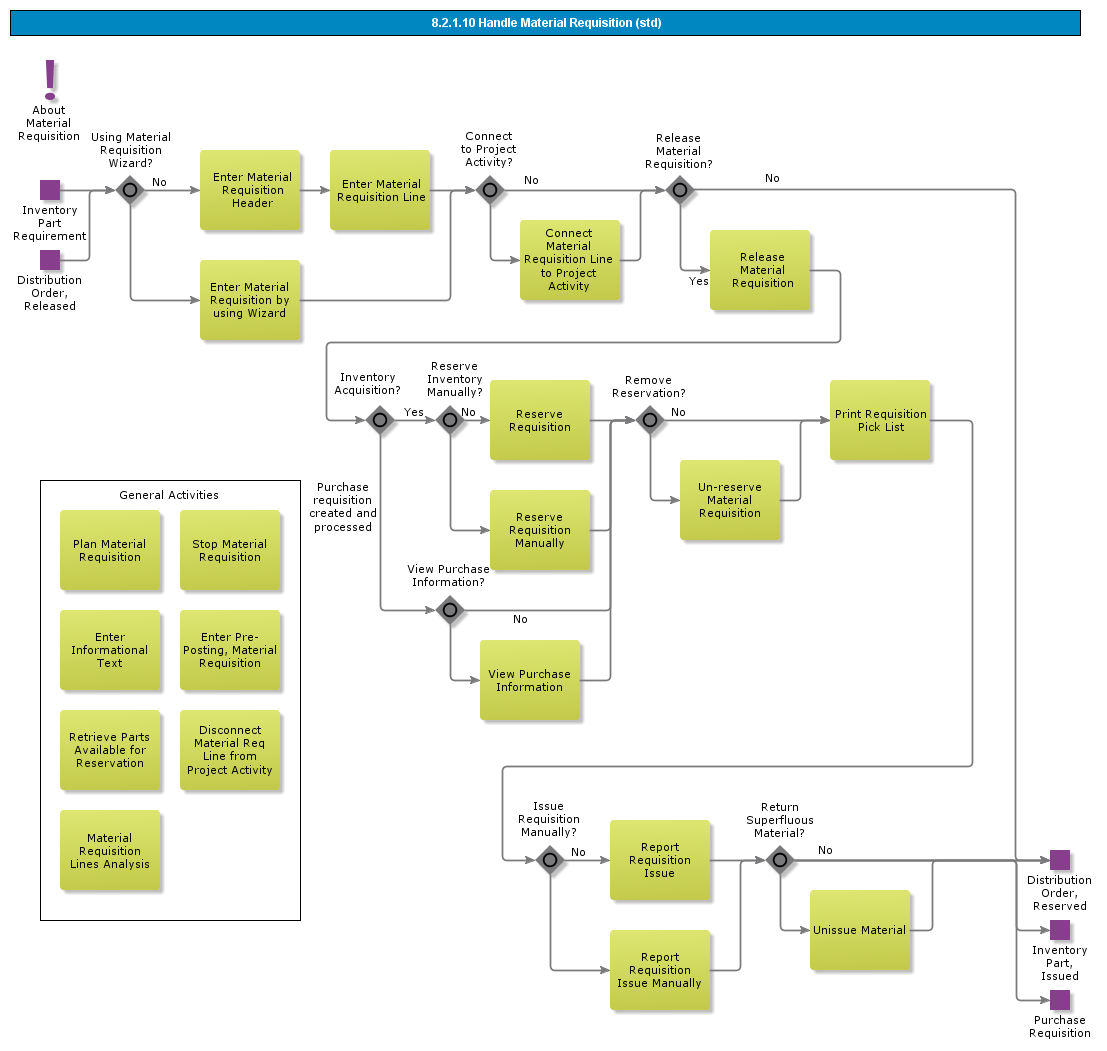 8.2.1.10 Handle Material Requisition (std)
About
Material
Requisition
Using Material
Requisition
Wizard?
No
Inventory
Part
Requirement
Distribution
Order,
Released
Enter Material
Requisition
Header
Enter Material
Requisition Line
Enter Material
Requisition by
using Wizard
Connect
to Project
Activity?
No
Connect
Material
Requisition Line
to Project
Activity
Release
Material
Requisition?
No
Yes
Release
Material
Requisition
Inventory
Acquisition?
Yes
Reserve
Inventory
Manually?
No
Reserve
Requisition
Reserve
Requisition
Manually
Remove
Reservation?
No
Un-reserve
Material
Requisition
Print Requisition
Pick List
Purchase
requisition
created and
processed
View Purchase
Information?
No
View Purchase
Information
General Activities
Plan Material
Requisition
Stop Material
Requisition
Enter
Informational
Text
Enter Pre-
Posting, Material
Requisition
Retrieve Parts
Available for
Reservation
Disconnect
Material Req
Line from
Project Activity
Material
Requisition
Lines Analysis
Issue
Requisition
Manually?
No
Report
Requisition
Issue
Report
Requisition
Issue Manually
Return
Superfluous
Material?
No
Unissue Material
Distribution
Order,
Reserved
Inventory
Part,
Issued
Purchase
Requisition